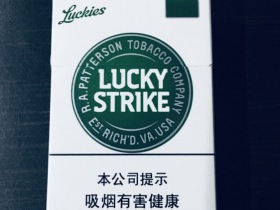 Luckies
R.A. PATTERSON TOBACCO COMPANY
LUCKY
STRIKE
EST RICH'D. VA. USA
本公司提示
吸烟有害健康